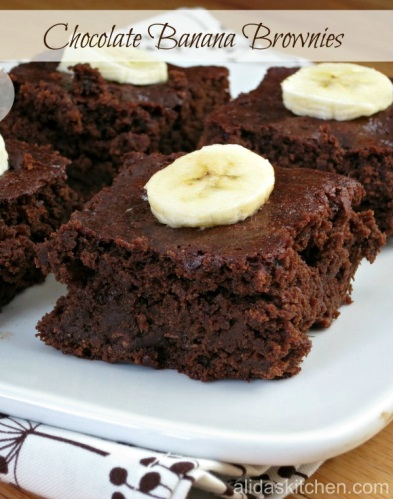 Chocolate Banana Brownies
alidaskitchen.com